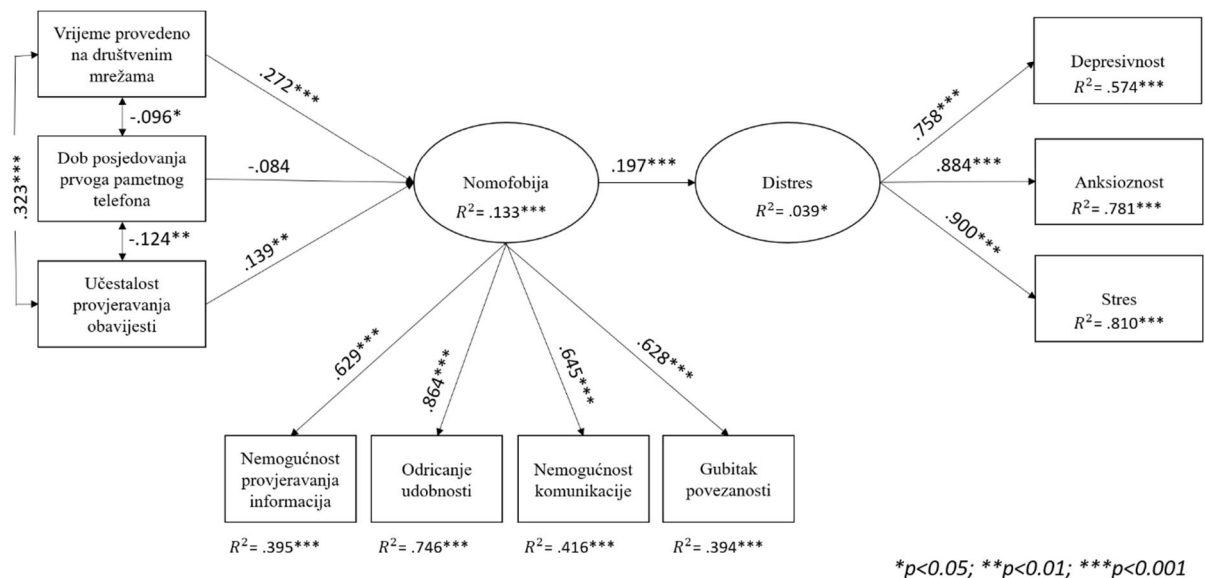 Vrijeme provedeno
na društvenim
mrežama
-.096*
Dob posjedovanja
prvoga pametnog
telefona
-.124**
Učestalost
provjeravanja
obavijesti
.323***
.272***
-.084
.139**
Nomofobija
R²= .133***
.197***
Distres
R²= .039*
.758***
.884***
.900***
Depresivnost
R²= .574***
Anksioznost
R²= .781***
Stres
R²= .810***
.629***
.864***
.645***
.628***
Nemogućnost
provjeravanja
informacija
R²= .395***
Odricanje
udobnosti
R²= .746***
Nemogućnost
komunikacije
R²= .416***
Gubitak
povezanosti
R²= .394***
*p<0.05; **p<0.01; ***p<0.001